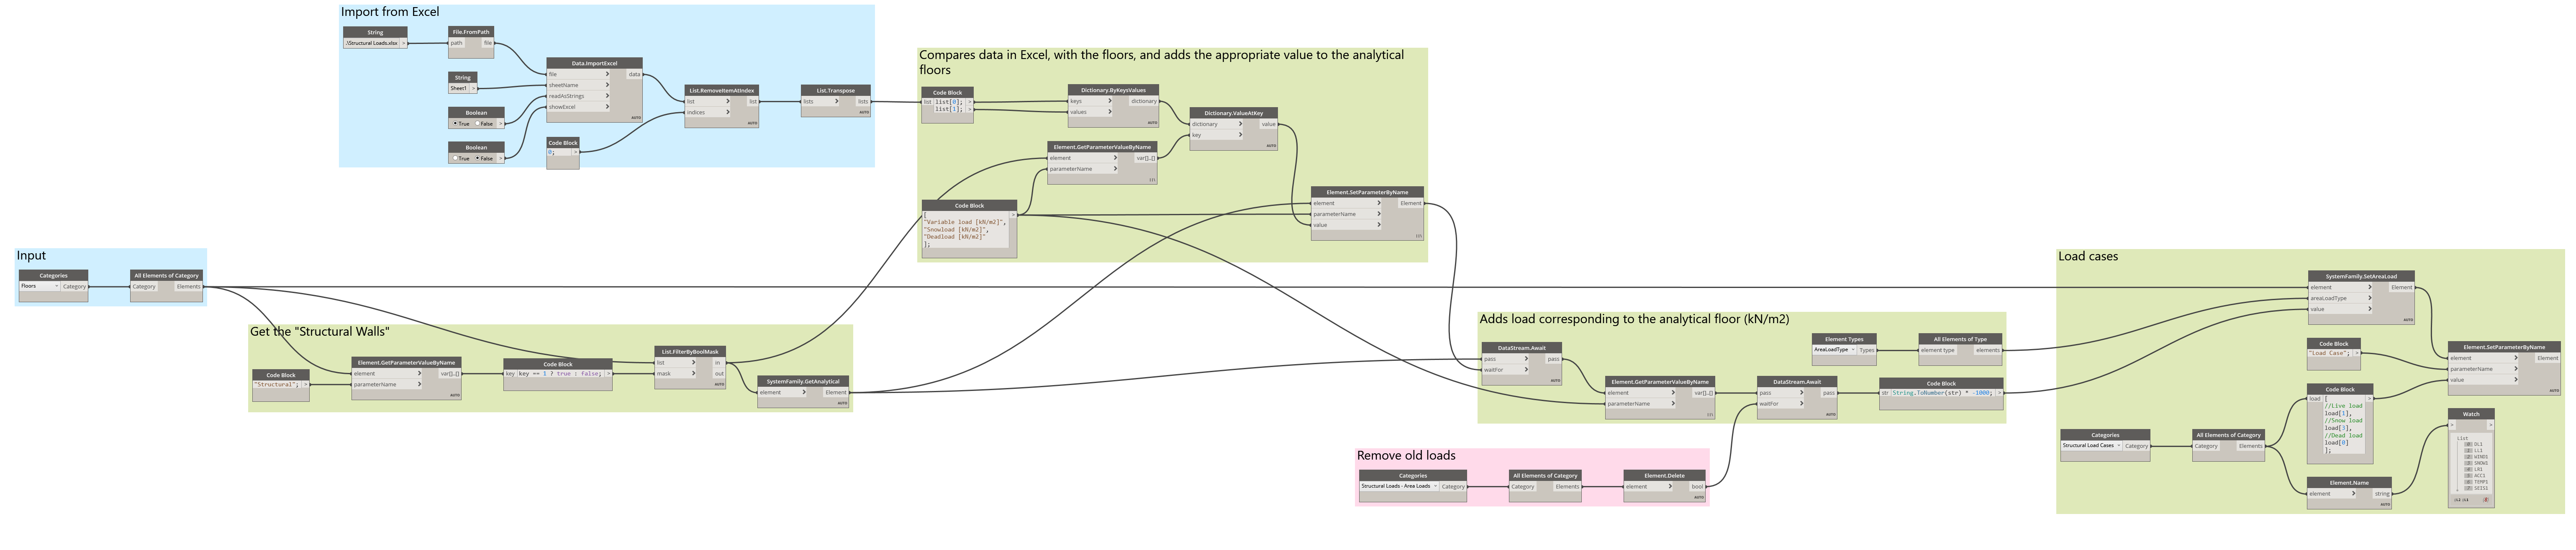 Import from Excel
String
.\Structural Loads.xlsx >
File.FromPath
path file
String
Sheet1 >
Boolean
True False >
Boolean
True False >
Data.ImportExcel
file > data
sheetName >
readAsStrings >
showExcel >
AUTO
Code Block
0; >
List.RemoveItemAtIndex
list > list
indices >
AUTO
List.Transpose
lists > lists
AUTO
Compares data in Excel, with the floors, and adds the appropriate value to the analytical
floors
Code Block
list list[0]; >
list[1]; >
Dictionary.ByKeysValues
keys > dictionary
values >
AUTO
Dictionary.ValueAtKey
dictionary > value
key >
AUTO
Element.GetParameterValueByName
element > var[]..[]
parameterName >
Code Block
[ >
"Variable load [kN/m2]",
"Snowload [kN/m2]",
"Deadload [kN/m2]"
];
Element.SetParameterByName
element > Element
parameterName >
value >
Input
Categories
Floors Category
All Elements of Category
Category Elements
Get the "Structural Walls"
Code Block
"Structural"; >
Element.GetParameterValueByName
element > var[]..[]
parameterName >
AUTO
Code Block
key key == 1 ? true : false; >
List.FilterByBoolMask
list > in
mask > out
AUTO
SystemFamily.GetAnalytical
element > Element
AUTO
Adds load corresponding to the analytical floor (kN/m2)
DataStream.Await
pass > pass
waitFor >
AUTO
Element.GetParameterValueByName
element > var[]..[]
parameterName >
DataStream.Await
pass > pass
waitFor >
AUTO
Element Types
AreaLoadType Types
All Elements of Type
element type elements
Code Block
str String.ToNumber(str) * -1000; >
Remove old loads
Categories
Structural Loads - Area Loads Category
All Elements of Category
Category Elements
Element.Delete
element > bool
AUTO
Load cases
SystemFamily.SetAreaLoad
element > Element
areaLoadType >
value >
AUTO
Code Block
"Load Case"; >
Element.SetParameterByName
element > Element
parameterName >
value >
AUTO
Code Block
load [ >
//Live load
load[1],
//Snow load
load[3],
//Dead load
load[0]
];
Categories
Structural Load Cases Category
All Elements of Category
Category Elements
Element.Name
element > string
AUTO
Watch
> >
List
0 DL1
1 LL1
2 WIND1
3 SNOW1
4 LR1
5 ACC1
6 TEMP1
7 SEIS1